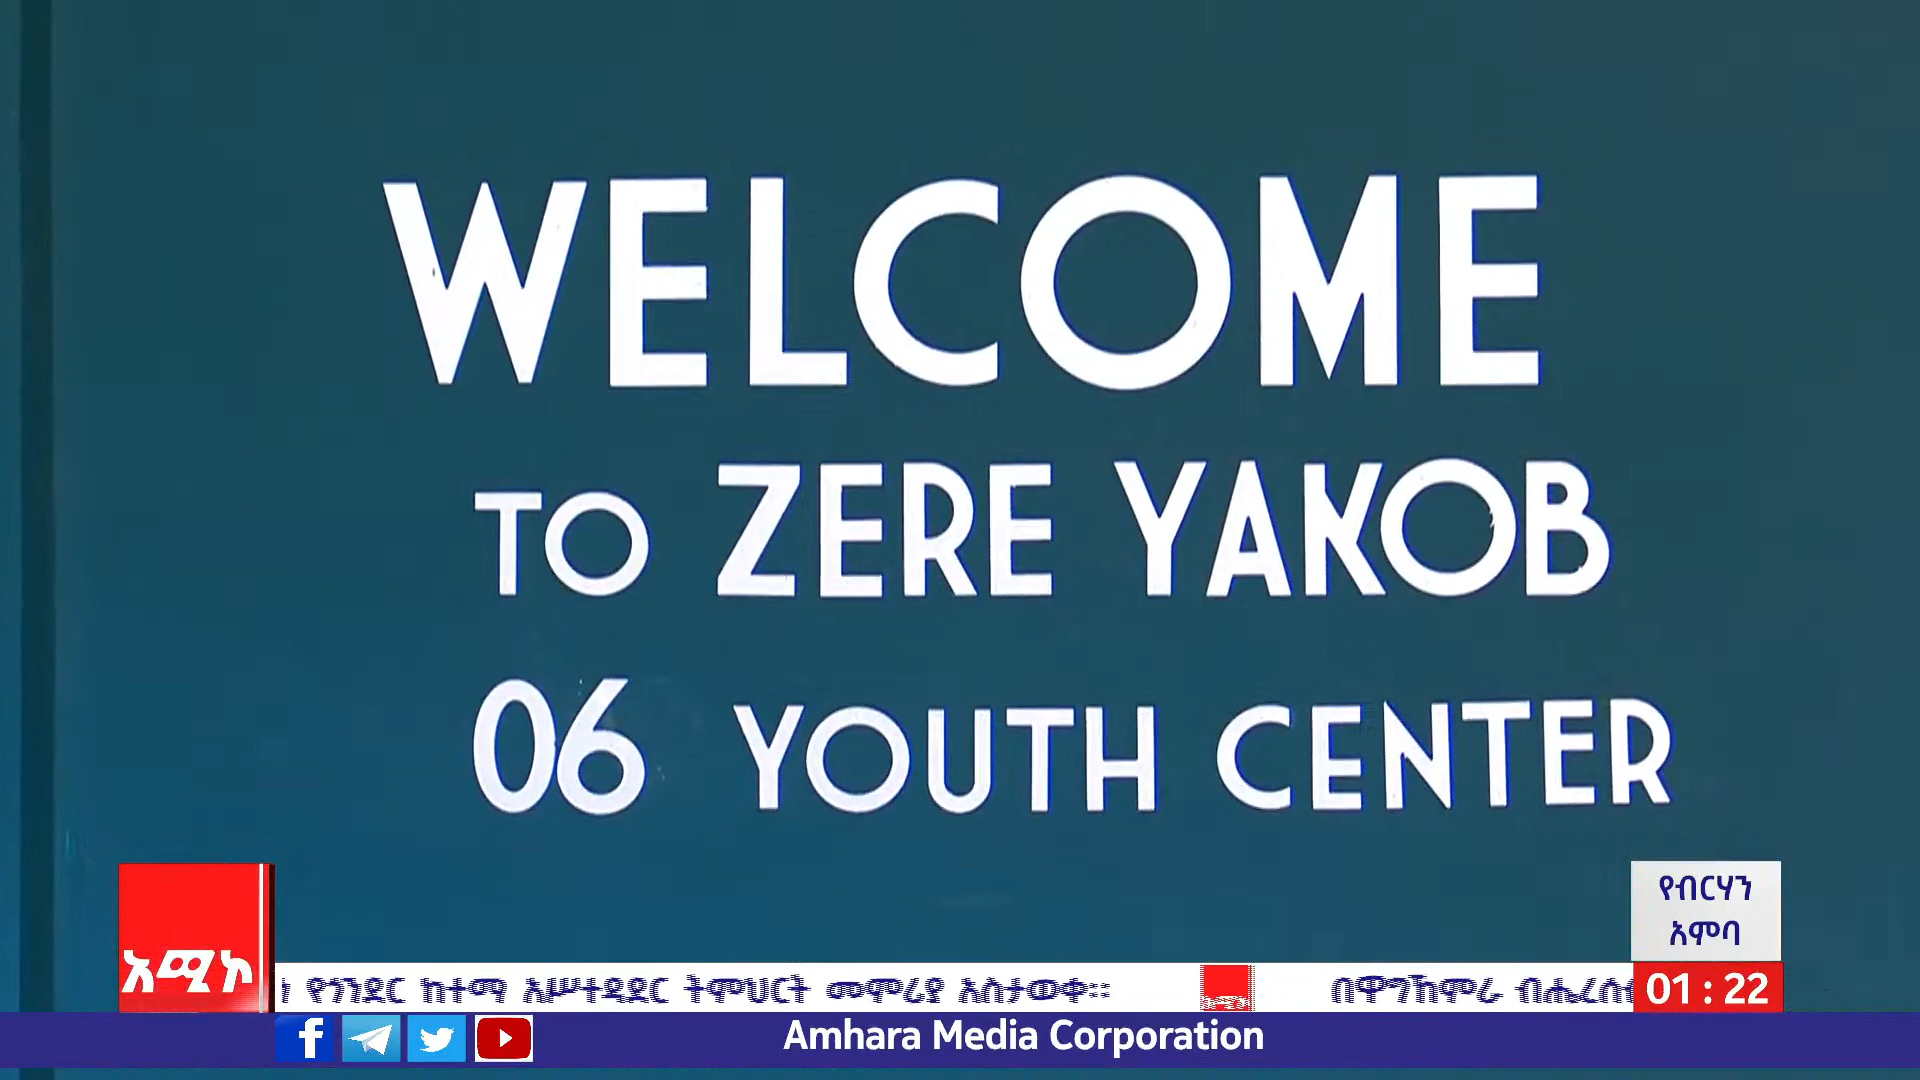 WELCOME
TO ZERE YAKOB
06 YOUTH CENTER
የብርሃን
አምባ
አሚኮ
የጎንደር ከተማ አሥተዳደር ትምህርት መምሪያ አስታወቀ።
በዋግኽምራ
01 : 22
Amhara Media Corporation